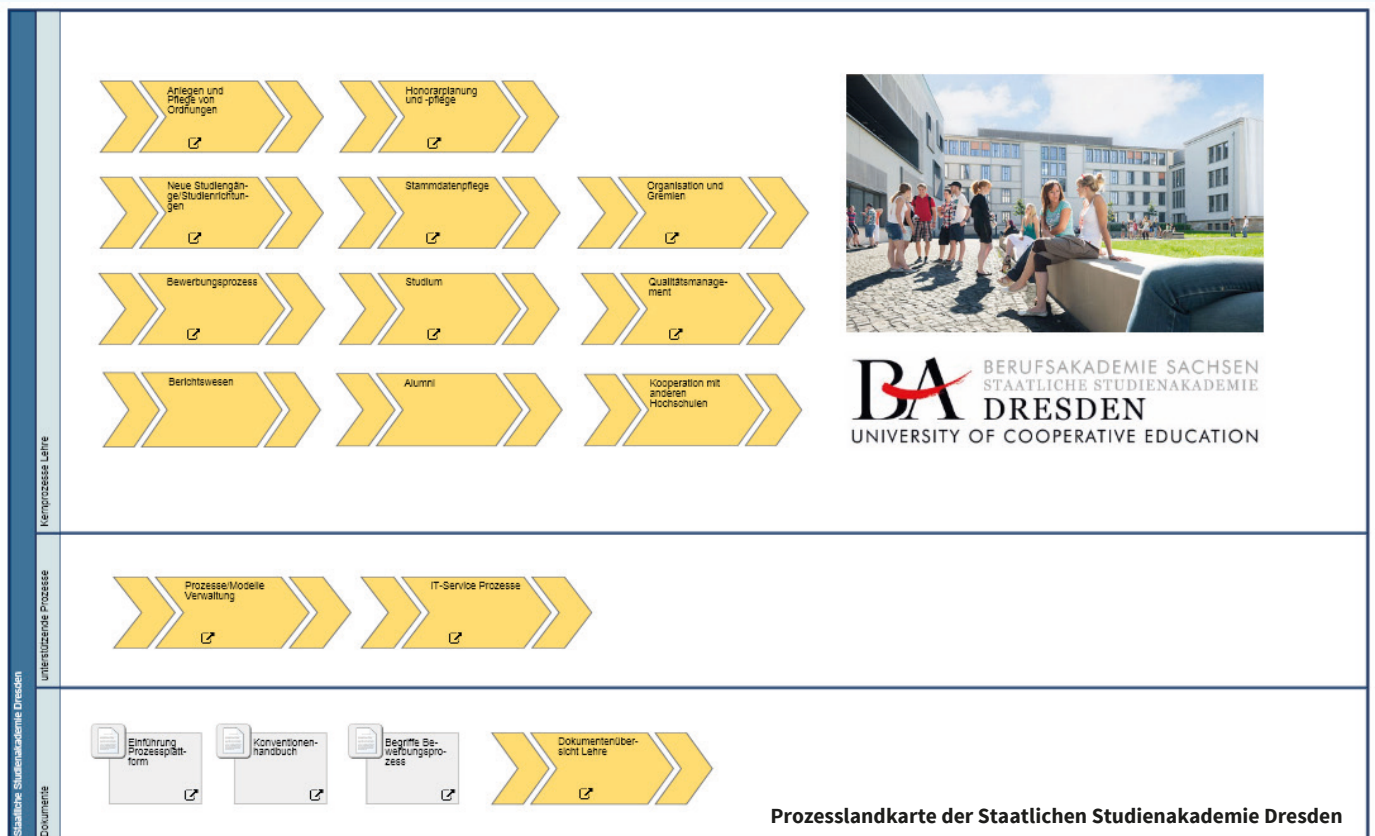 Anlegen und
Pflege von
Ordnungen
Honorarplanung
und -pflege
Neue Studiengän-
ge/Studienrichtun-
gen
Stammdatenpflege
Organisation und
Gremien
Bewerbungsprozess
Studium
Qualitätsmanage-
ment
Berichtswesen
Alumni
Kooperation mit
anderen
Hochschulen
BA
BERUFSAKADEMIE SACHSEN
STAATLICHE STUDIENAKADEMIE
DRESDEN
UNIVERSITY OF COOPERATIVE EDUCATION
Kernprozesse Lehre
Prozesse/Modelle
Verwaltung
IT-Service Prozesse
unterstützende Prozesse
Einführung
Prozessplatt-
form
Konventionen-
handbuch
Begriffe Be-
werbungspro-
zess
Dokumentenüber-
sicht Lehre
Dokumente
Staatliche Studienakademie Dresden
Prozesslandkarte der Staatlichen Studienakademie Dresden